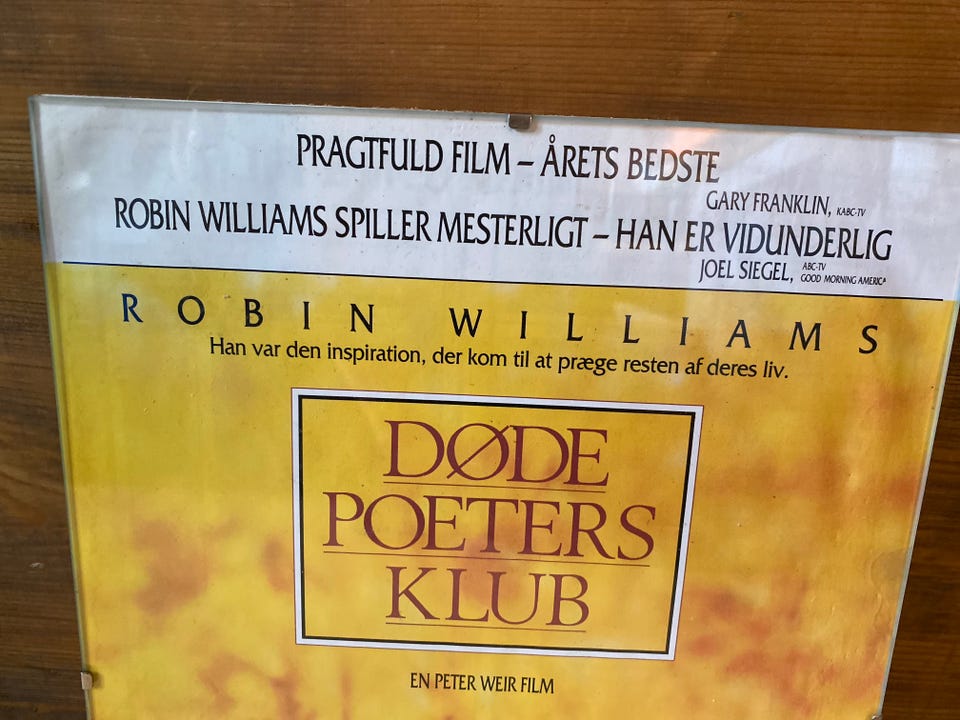 PRAGTFULD FILM – ÅRETS BEDSTE
GARY FRANKLIN, KABC-TV
ROBIN WILLIAMS SPILLER MESTERLIGT – HAN ER VIDUNDERLIG
JOEL SIEGEL, ABC-TV GOOD MORNING AMERICA
ROBIN WILLIAMS
Han var den inspiration, der kom til at præge resten af deres liv.
DØDE
POETERS
KLUB
EN PETER WEIR FILM